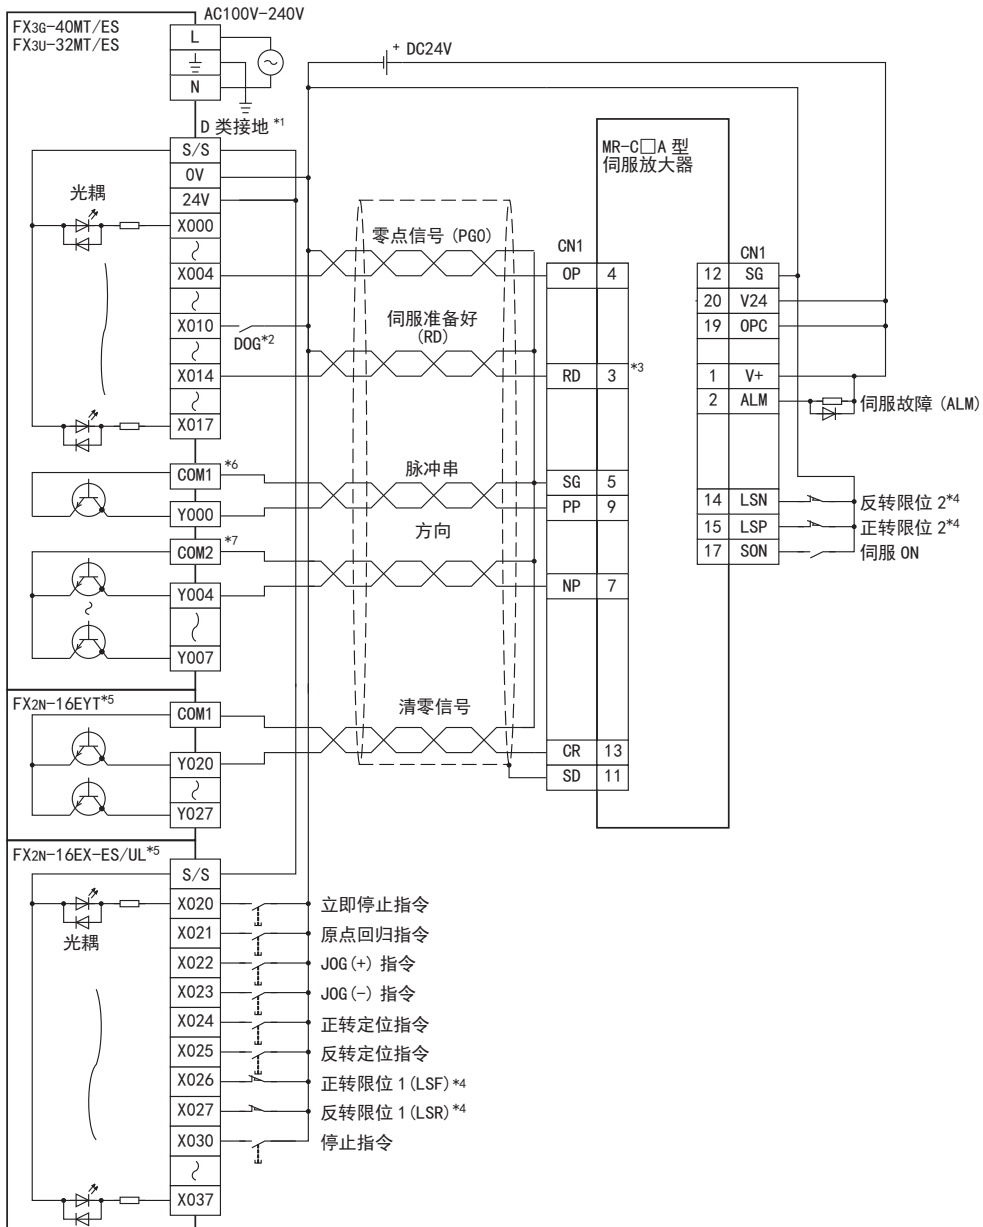 FX3G-40MT/ES
FX3U-32MT/ES
AC100V-240V
L
N
D 类接地 *1
+ DC24V
S/S
0V
24V
X000
X004
X010
X014
X017
光耦
DOG*2
零点信号 (PG0)
伺服准备好
(RD)
MR-C□A 型
伺服放大器
CN1
OP 4
RD 3 *3
SG 5
PP 9
NP 7
CR 13
SD 11
CN1
12 SG
20 V24
19 OPC
1 V+
2 ALM
伺服故障 (ALM)
14 LSN
反转限位 2*4
15 LSP
正转限位 2*4
17 SON
伺服 ON
COM1 *6
脉冲串
Y000
COM2 *7
方向
Y004
Y007
FX2N-16EYT*5
COM1
清零信号
Y020
Y027
FX2N-16EX-ES/UL*5
S/S
光耦
X020 立即停止指令
X021 原点回归指令
X022 JOG(+) 指令
X023 JOG(-) 指令
X024 正转定位指令
X025 反转定位指令
X026 正转限位 1(LSF)*4
X027 反转限位 1(LSR)*4
X030 停止指令
X037